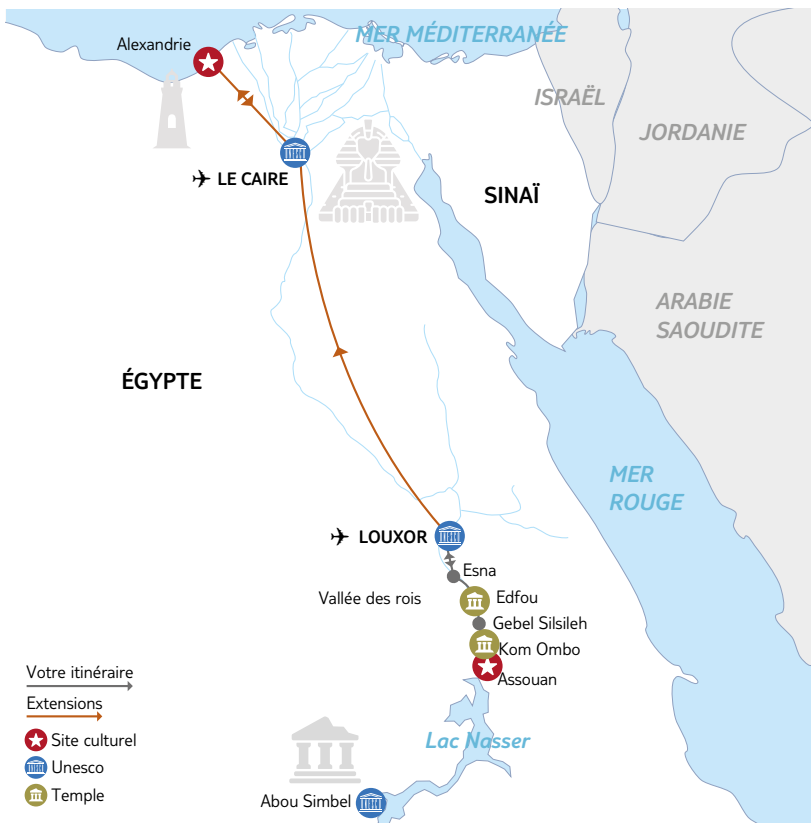 Alexandrie
MER MÉDITERRANÉE
ISRAËL
JORDANIE
LE CAIRE
SINAÏ
ARABIE
SAOUDITE
ÉGYPTE
MER
ROUGE
LOUXOR
Esna
Vallée des rois
Edfou
Gebel Silsileh
Kom Ombo
Assouan
Votre itinéraire
Extensions
Lac Nasser
Site culturel
Unesco
Temple
Abou Simbel